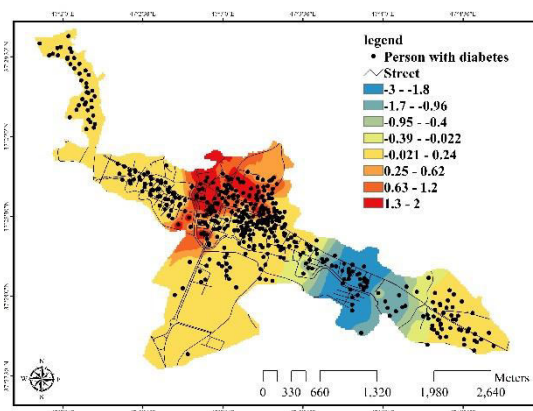 legend
Person with diabetes
Street
-3 - -1.8
-1.7 - -0.96
-0.95 - -0.4
-0.39 - -0.022
-0.021 - 0.24
0.25 - 0.62
0.63 - 1.2
1.3 - 2
N
W E
S
Meters
0 330 660 1,320 1,980 2,640